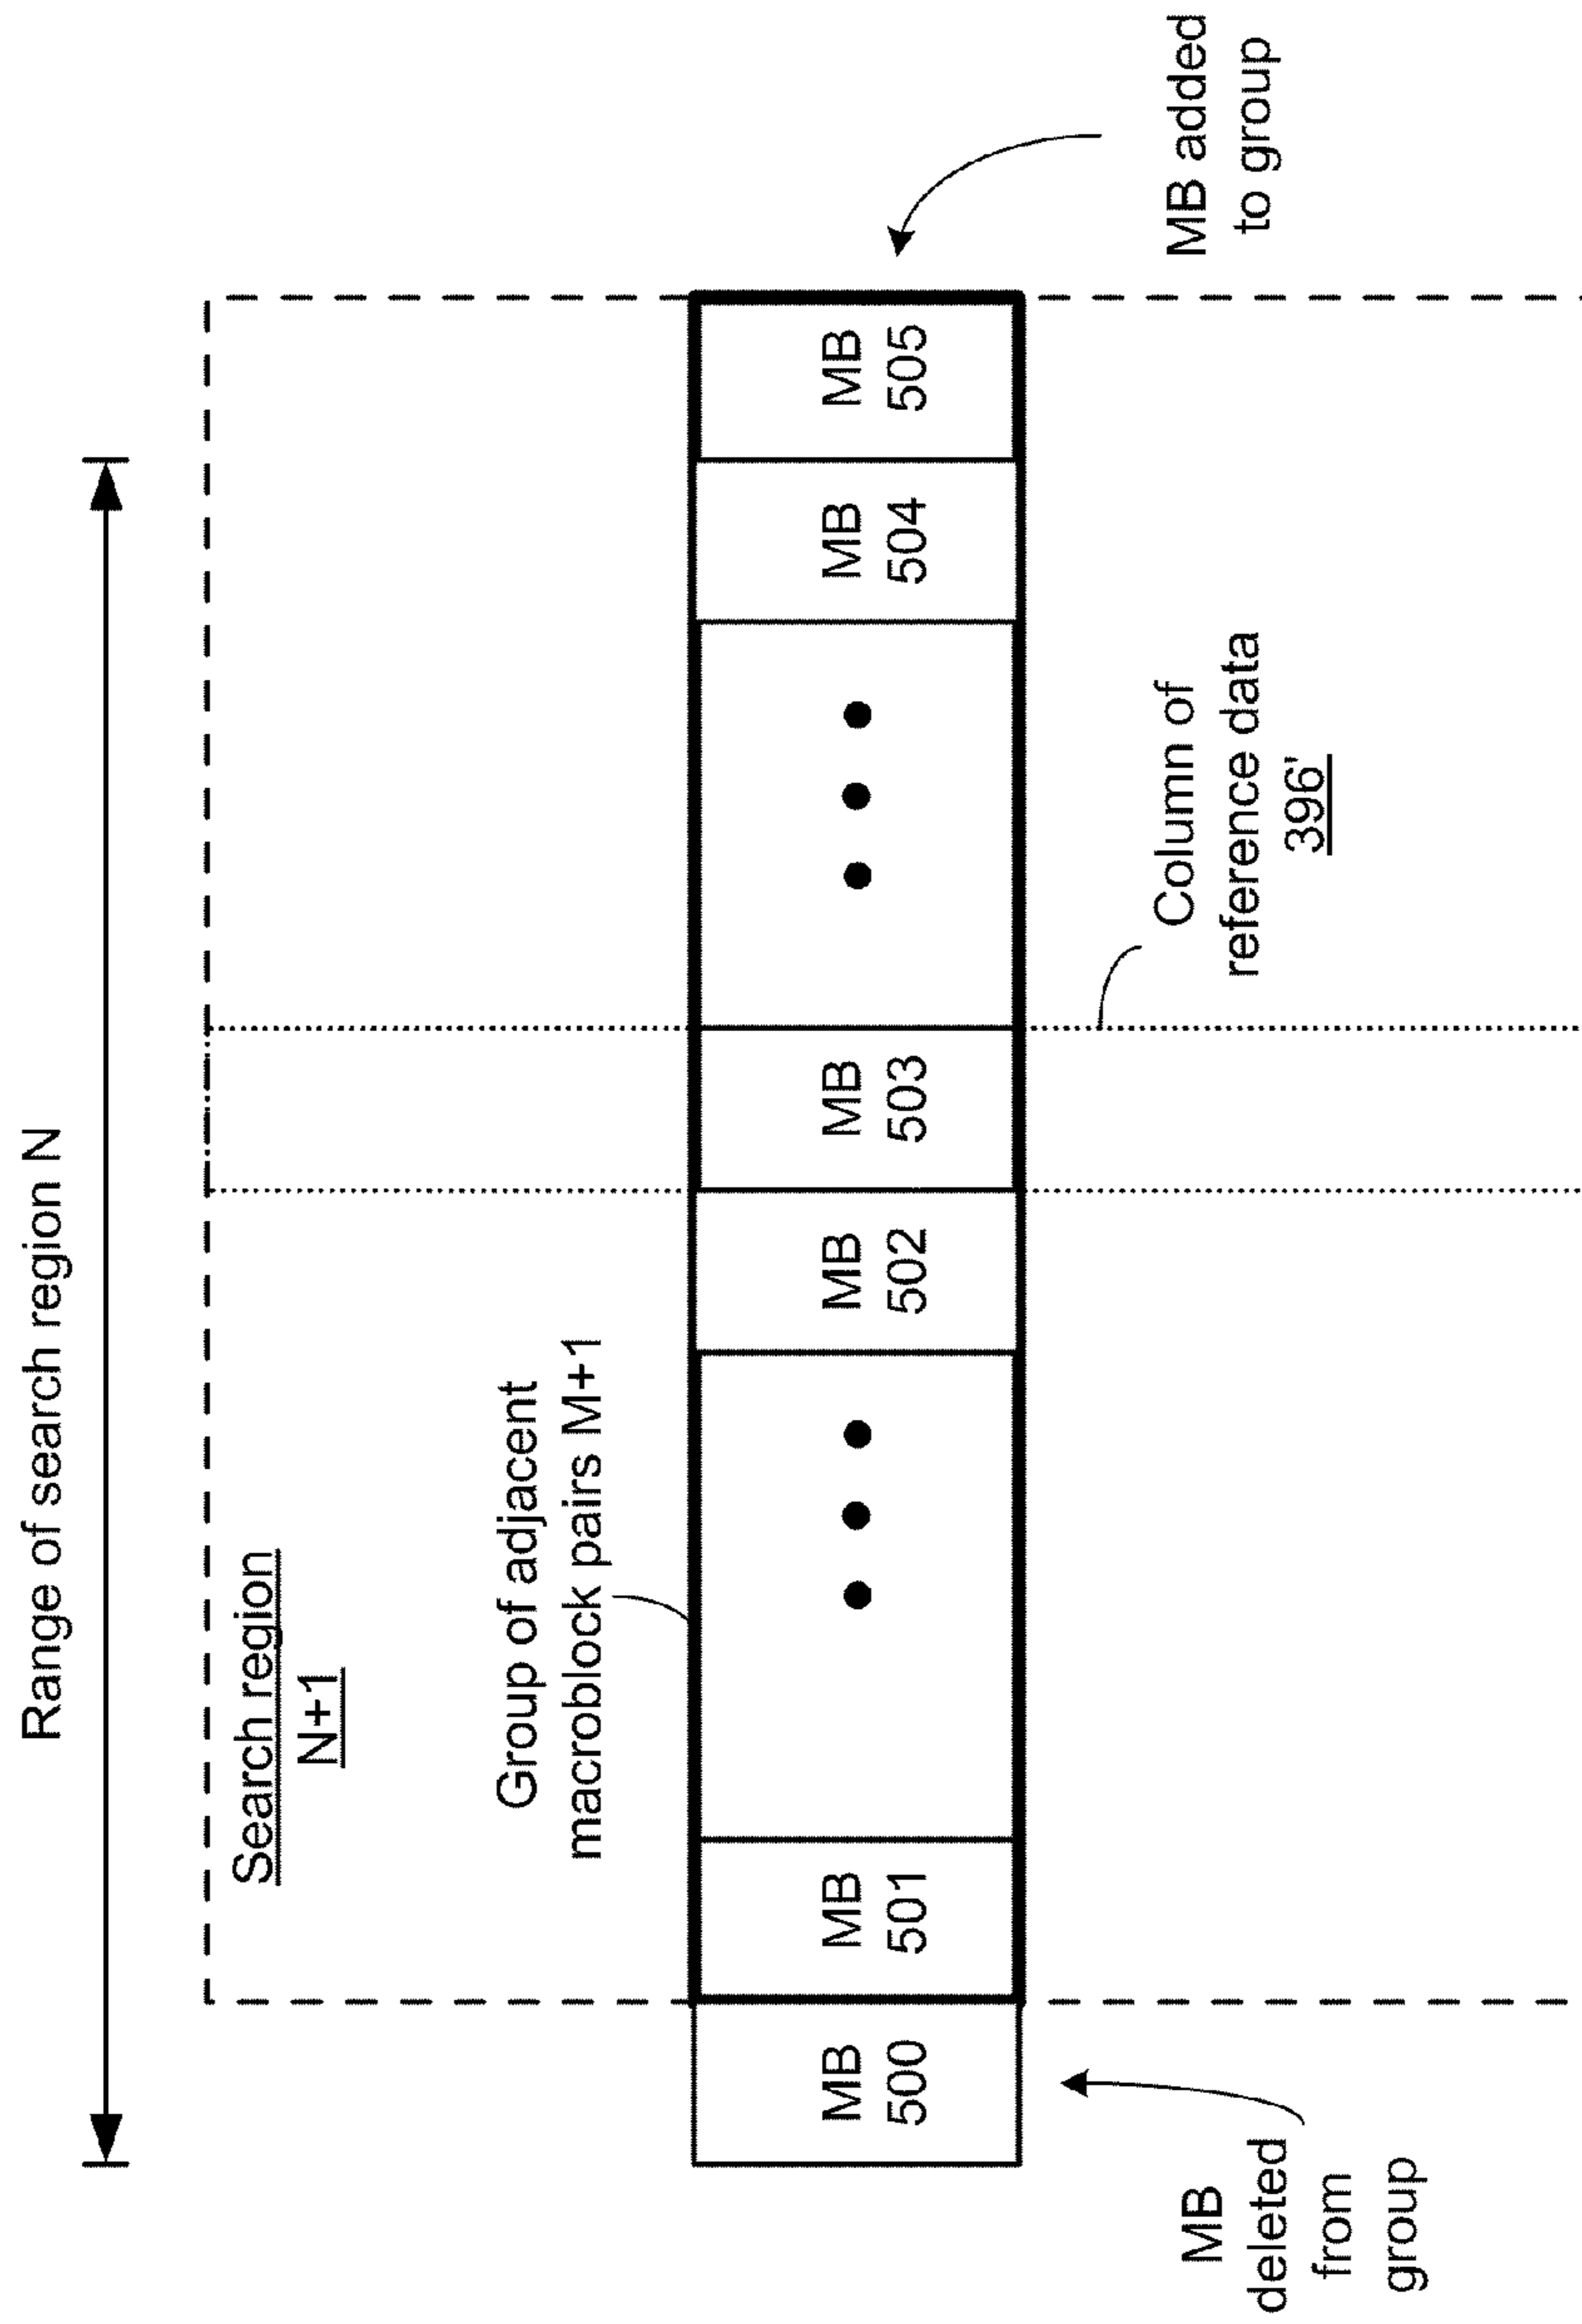 Range of search region N
Search region
N+1
Group of adjacent
macroblock pairs M+1
MB
500
MB
501
MB
502
MB
503
MB
504
MB
505
MB
deleted
from
group
Column of
reference data
396'
MB added
to group